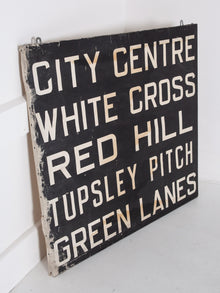 CITY CENTRE
WHITE CROSS
RED HILL
TUPSLEY PITCH
GREEN LANES